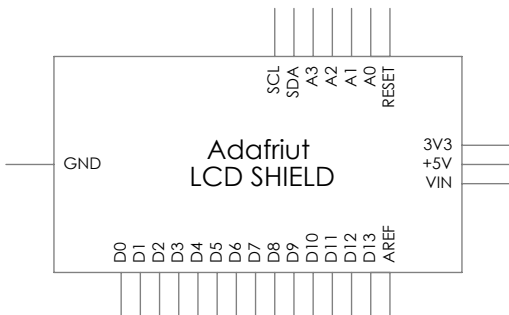 SCL SDA A3 A2 A1 A0 RESET
3V3
GND
+5V
VIN
Adafriut
LCD SHIELD
D0 D1 D2 D3 D4 D5 D6 D7 D8 D9 D10 D11 D12 D13 AREF